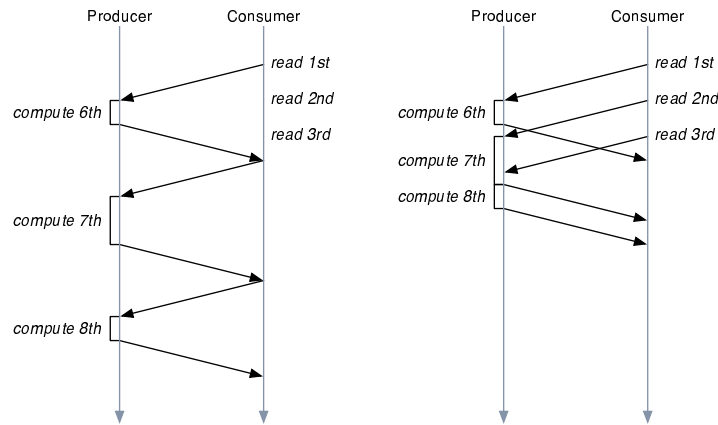 Producer Consumer
read 1st
read 2nd
compute 6th
read 3rd
compute 7th
compute 8th
Producer Consumer
read 1st
read 2nd
compute 6th
read 3rd
compute 7th
compute 8th